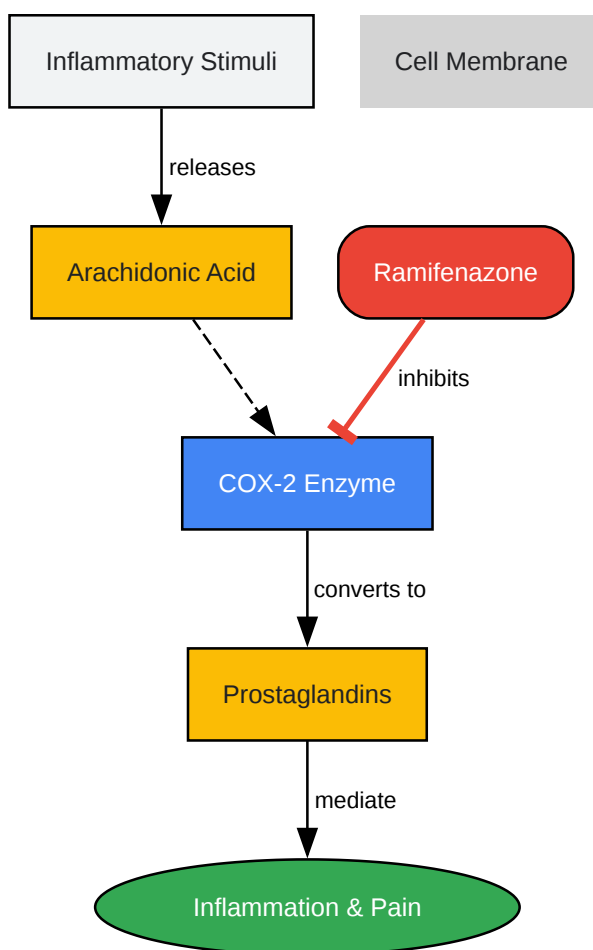 Inflammatory Stimuli
Cell Membrane
releases
Arachidonic Acid
Ramifenazone
inhibits
COX-2 Enzyme
converts to
Prostaglandins
mediate
Inflammation & Pain